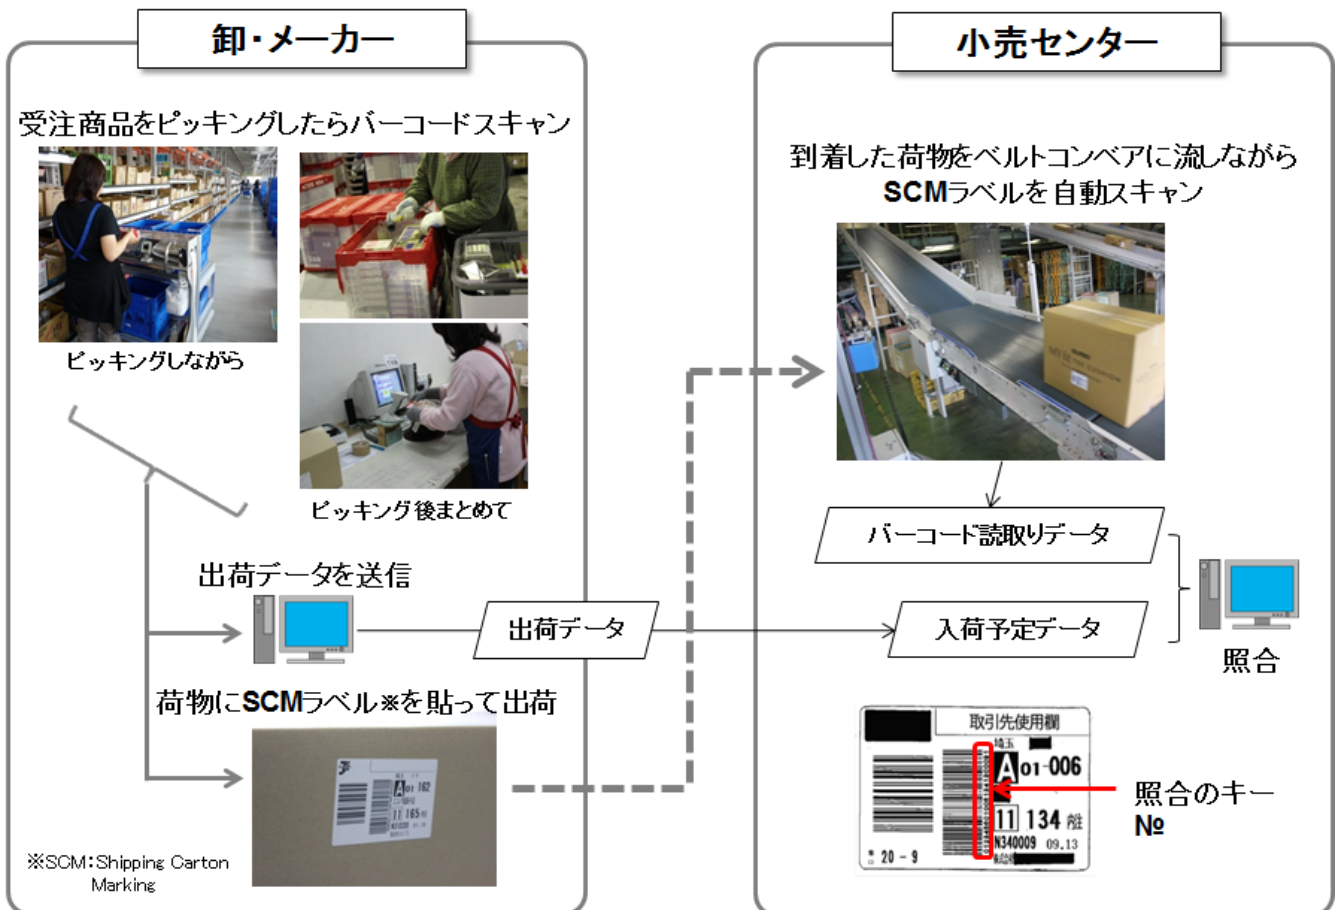 卸・メーカー
受注商品をピッキングしたらバーコードスキャン
ピッキングしながら
ピッキング後まとめて
出荷データを送信
出荷データ
荷物にSCMラベル※を貼って出荷
A 01-162
11 165
※SCM：Shipping Carton
Marking
小売センター
到着した荷物をベルトコンベアに流しながら
SCMラベルを自動スキャン
バーコード読取りデータ
入荷予定データ
照合
取引先使用欄
埼玉
A 01-006
11 134
N340009 09.13
20-9
照合のキー
№